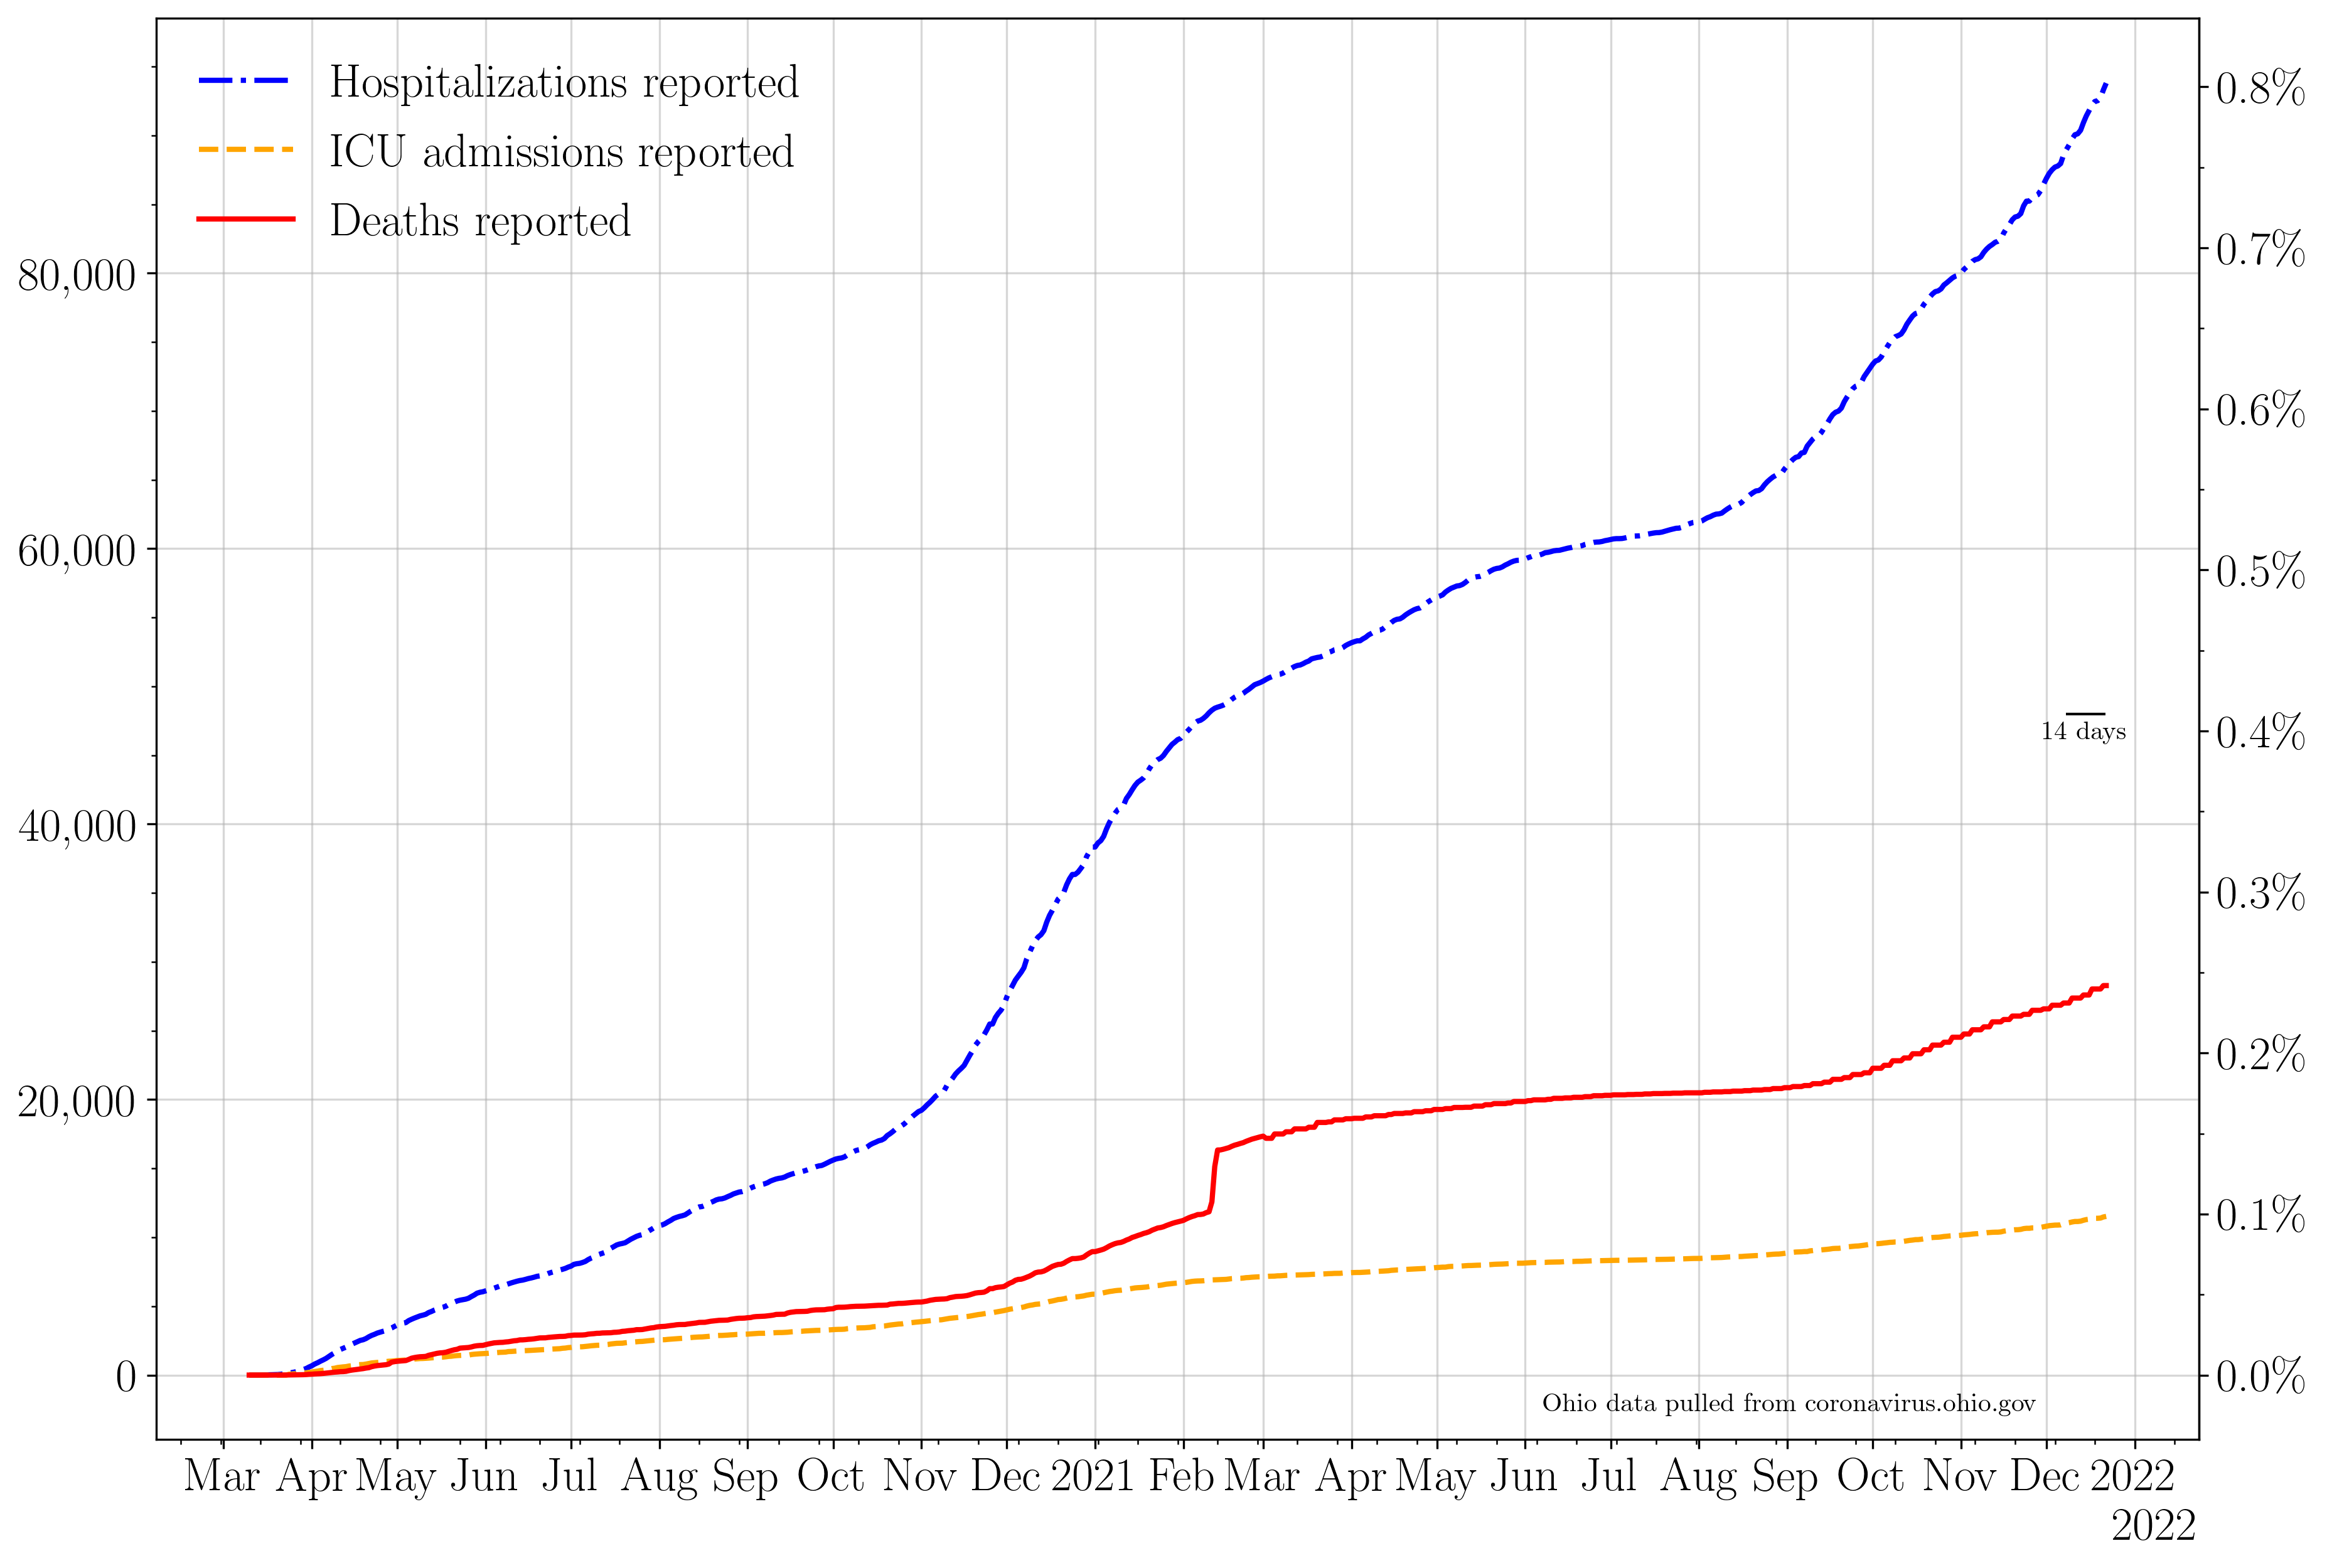 Hospitalizations reported
ICU admissions reported
Deaths reported
80,000
60,000
40,000
20,000
0
0.8%
0.7%
0.6%
0.5%
0.4%
0.3%
0.2%
0.1%
0.0%
14 days
Ohio data pulled from coronavirus.ohio.gov
Mar Apr May Jun Jul Aug Sep Oct Nov Dec 2021 Feb Mar Apr May Jun Jul Aug Sep Oct Nov Dec 2022
2022